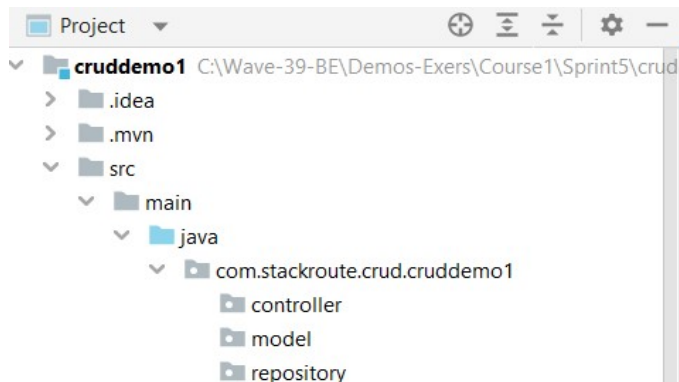 Project
cruddemo1 C:\Wave-39-BE\Demos-Exers\Course1\Sprint5\crud
.idea
.mvn
src
main
java
com.stackroute.crud.cruddemo1
controller
model
repository